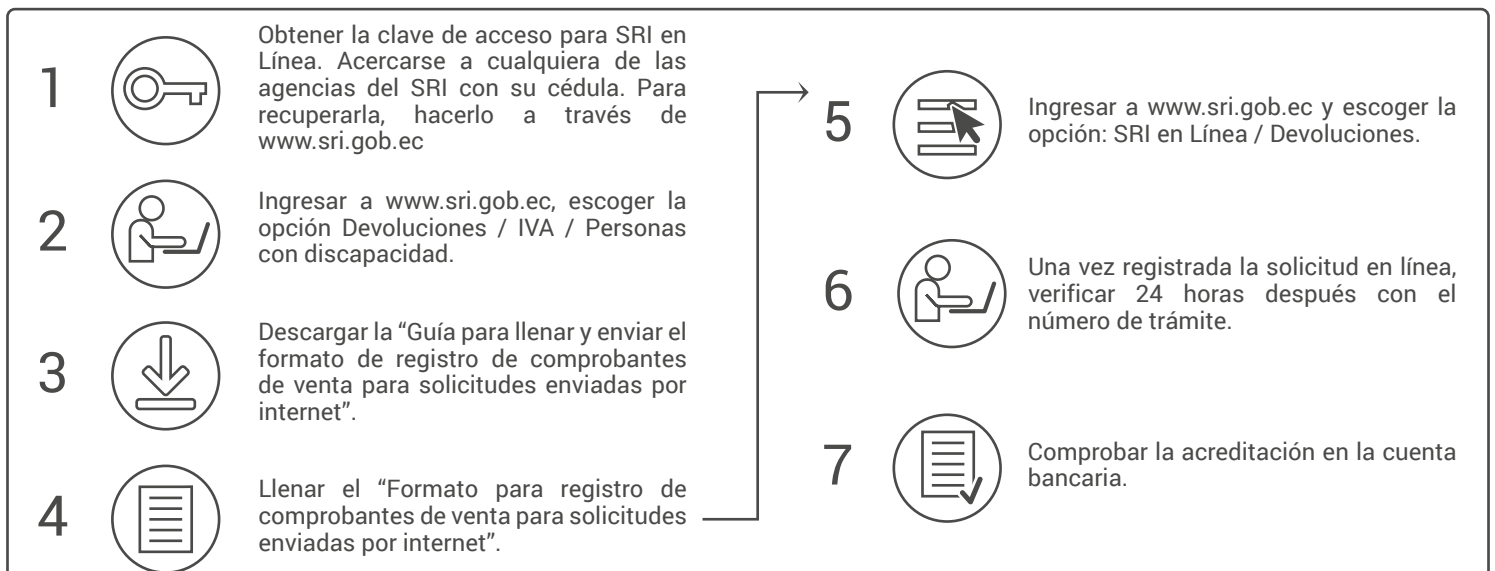 1
Obtener la clave de acceso para SRI en
Línea. Acercarse a cualquiera de las
agencias del SRI con su cédula. Para
recuperarla, hacerlo a través de
www.sri.gob.ec
2
Ingresar a www.sri.gob.ec, escoger la
opción Devoluciones / IVA / Personas
con discapacidad.
3
Descargar la “Guía para llenar y enviar el
formato de registro de comprobantes
de venta para solicitudes enviadas por
internet”.
4
Llenar el “Formato para registro de
comprobantes de venta para solicitudes
enviadas por internet”.
5
Ingresar a www.sri.gob.ec y escoger la
opción: SRI en Línea / Devoluciones.
6
Una vez registrada la solicitud en línea,
verificar 24 horas después con el
número de trámite.
7
Comprobar la acreditación en la cuenta
bancaria.